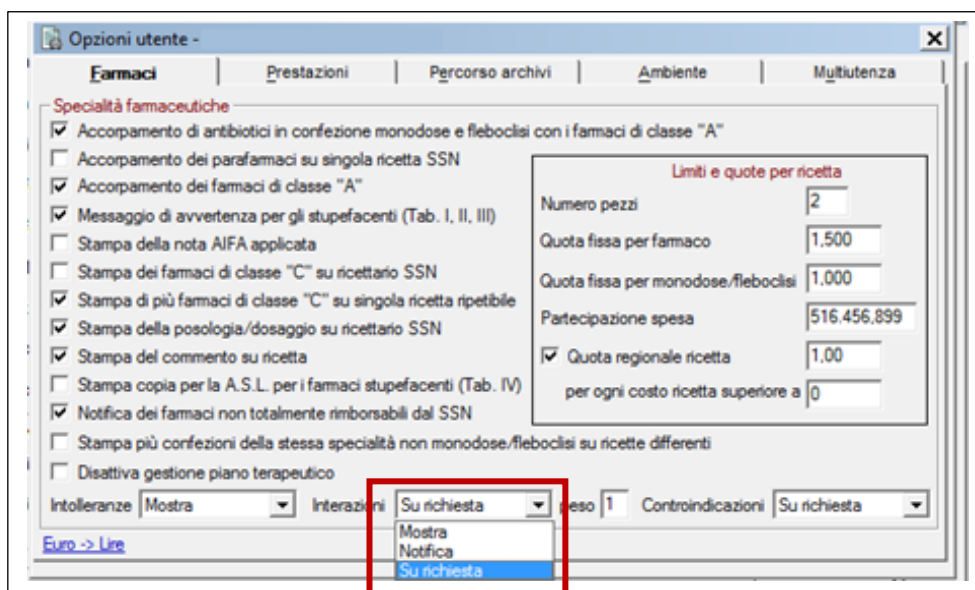 Opzioni utente -
Farmaci Prestazioni Percorso archivi Ambiente Multiutenza
Specialità farmaceutiche
Accorpamento di antibiotici in confezione monodose e fleboclisi con i farmaci di classe "A"
Accorpamento dei parafarmaci su singola ricetta SSN
Accorpamento dei farmaci di classe "A"
Messaggio di avvertenza per gli stupefacenti (Tab. I, II, III)
Stampa della nota AIFA applicata
Stampa dei farmaci di classe "C" su ricettario SSN
Stampa di più farmaci di classe "C" su singola ricetta ripetibile
Stampa della posologia/dosaggio su ricettario SSN
Stampa del commento su ricetta
Stampa copia per la A.S.L. per i farmaci stupefacenti (Tab. IV)
Notifica dei farmaci non totalmente rimborsabili dal SSN
Stampa più confezioni della stessa specialità non monodose/fleboclisi su ricette differenti
Disattiva gestione piano terapeutico
Limiti e quote per ricetta
Numero pezzi 2
Quota fissa per farmaco 1,500
Quota fissa per monodose/fleboclisi 1,000
Partecipazione spesa 516.456,899
Quota regionale ricetta 1,00
per ogni costo ricetta superiore a 0
Intolleranze Mostra Interazioni Su richiesta peso 1 Controindicazioni Su richiesta
Mostra
Notifica
Su richiesta
Euro -> Lire